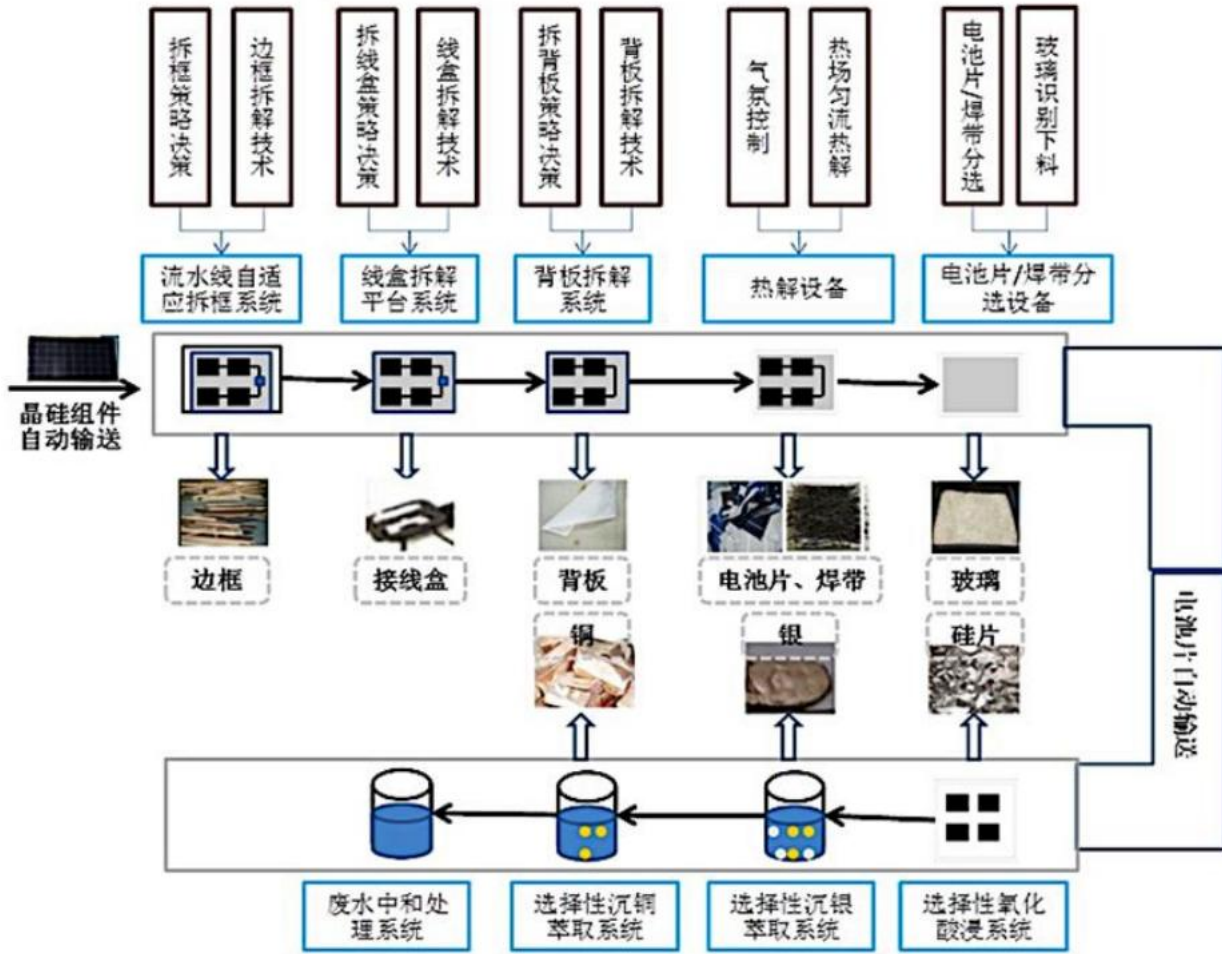 拆框策略决策
边框拆解技术
拆线盒策略决策
线盒拆解技术
拆背板策略决策
背板拆解技术
气氛控制
热场匀流热解
电池片/焊带分选
玻璃识别下料
流水线自适
应拆框系统
线盒拆解
平台系统
背板拆解
系统
热解设备
电池片/焊带分
选设备
晶硅组件
自动输送
边框
接线盒
背板
电池片、焊带
玻璃
铜
银
硅片
电池片自动输送
废水中和处
理系统
选择性沉铜
萃取系统
选择性沉银
萃取系统
选择性氧化
酸浸系统